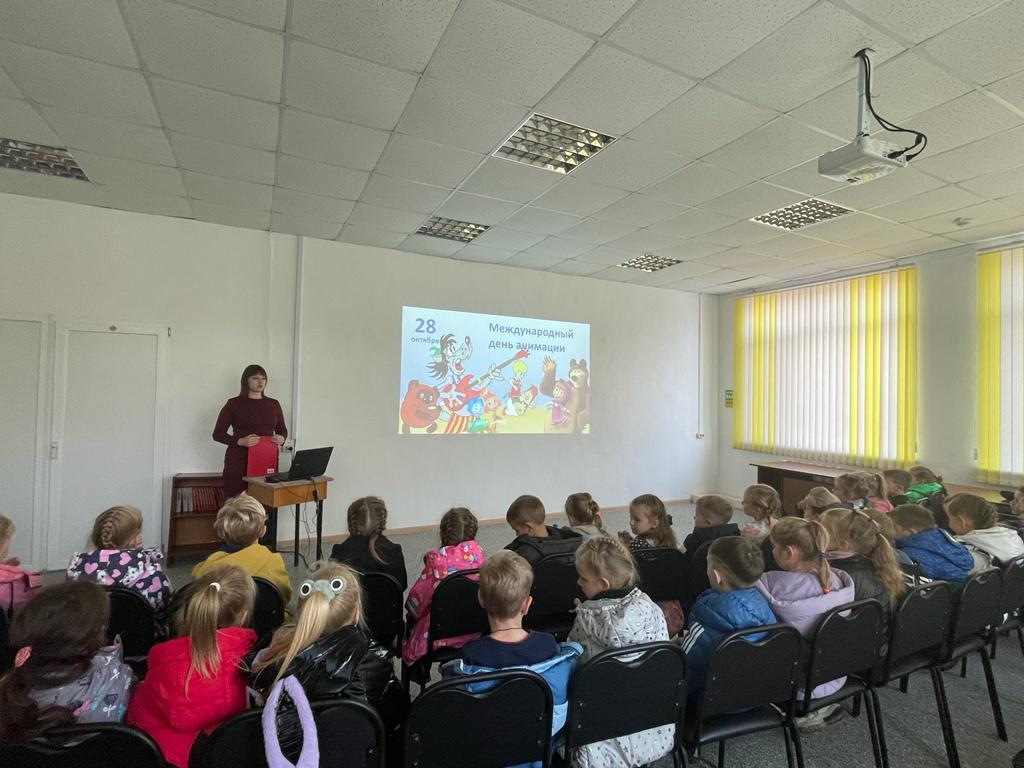 28
октября
Международный
день анимации